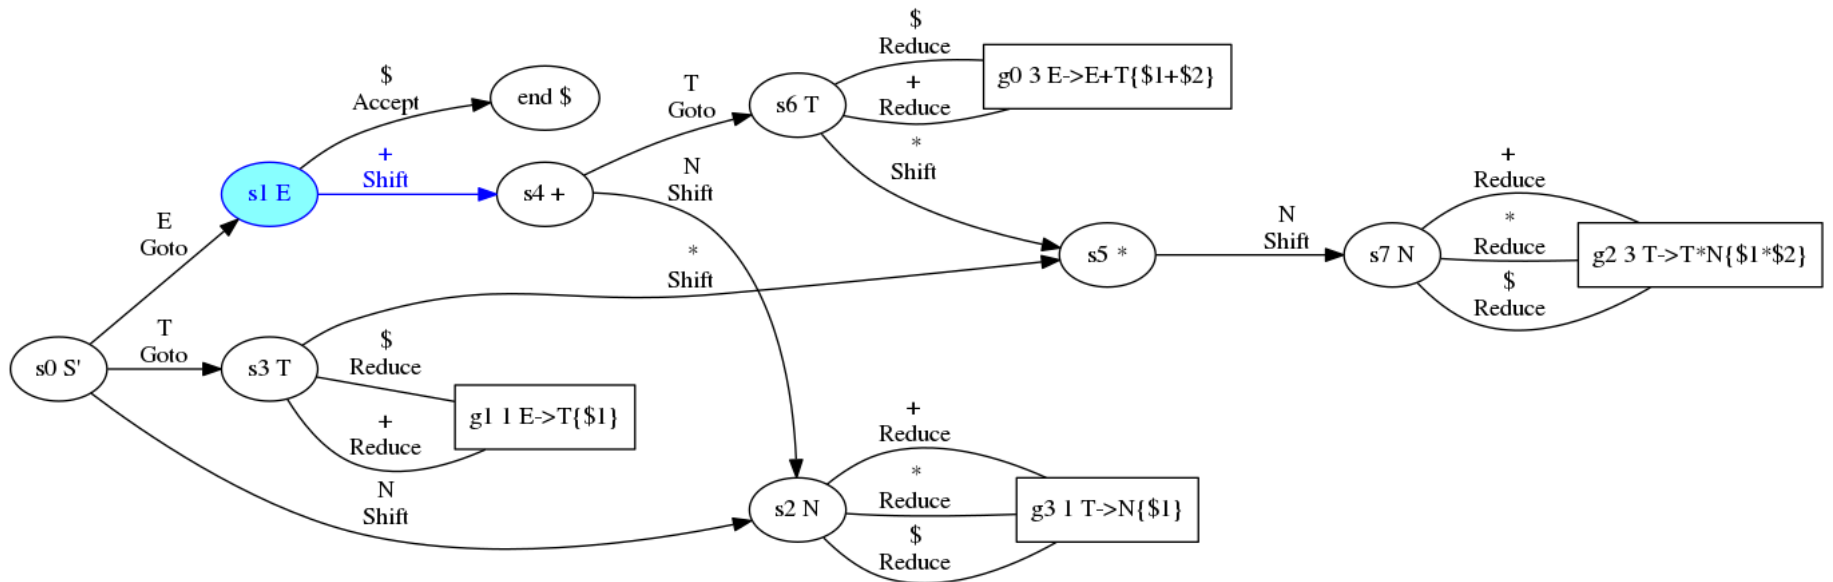 $
Reduce
g0 3 E->E+T{$1+$2}
+
Reduce
s6 T
*
Shift
T
Goto
$
Accept
end $
+
Shift
s1 E
s4 +
N
Shift
E
Goto
*
Shift
s5 *
N
Shift
s7 N
+
Reduce
*
Reduce
g2 3 T->T*N{$1*$2}
$
Reduce
s0 S'
T
Goto
s3 T
$
Reduce
g1 1 E->T{$1}
+
Reduce
N
Shift
s2 N
+
Reduce
*
Reduce
g3 1 T->N{$1}
$
Reduce